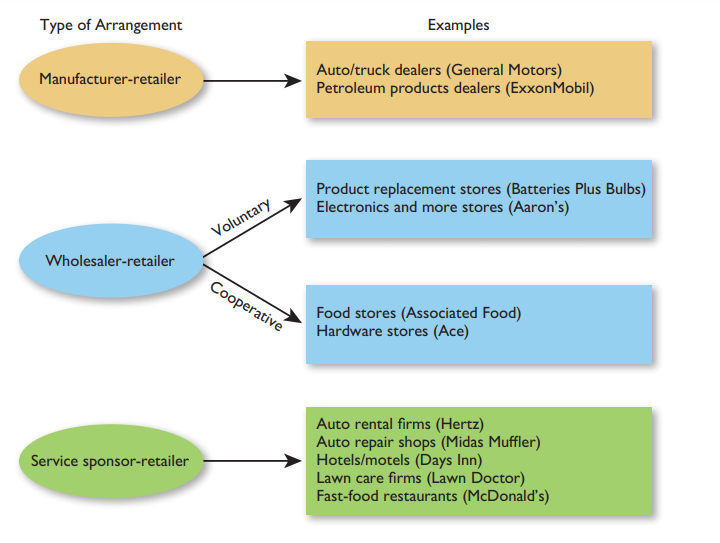 Type of Arrangement
Examples
Manufacturer-retailer
Auto/truck dealers (General Motors)
Petroleum products dealers (ExxonMobil)
Wholesaler-retailer
Voluntary
Product replacement stores (Batteries Plus Bulbs)
Electronics and more stores (Aaron’s)
Cooperative
Food stores (Associated Food)
Hardware stores (Ace)
Service sponsor-retailer
Auto rental firms (Hertz)
Auto repair shops (Midas Muffler)
Hotels/motels (Days Inn)
Lawn care firms (Lawn Doctor)
Fast-food restaurants (McDonald’s)